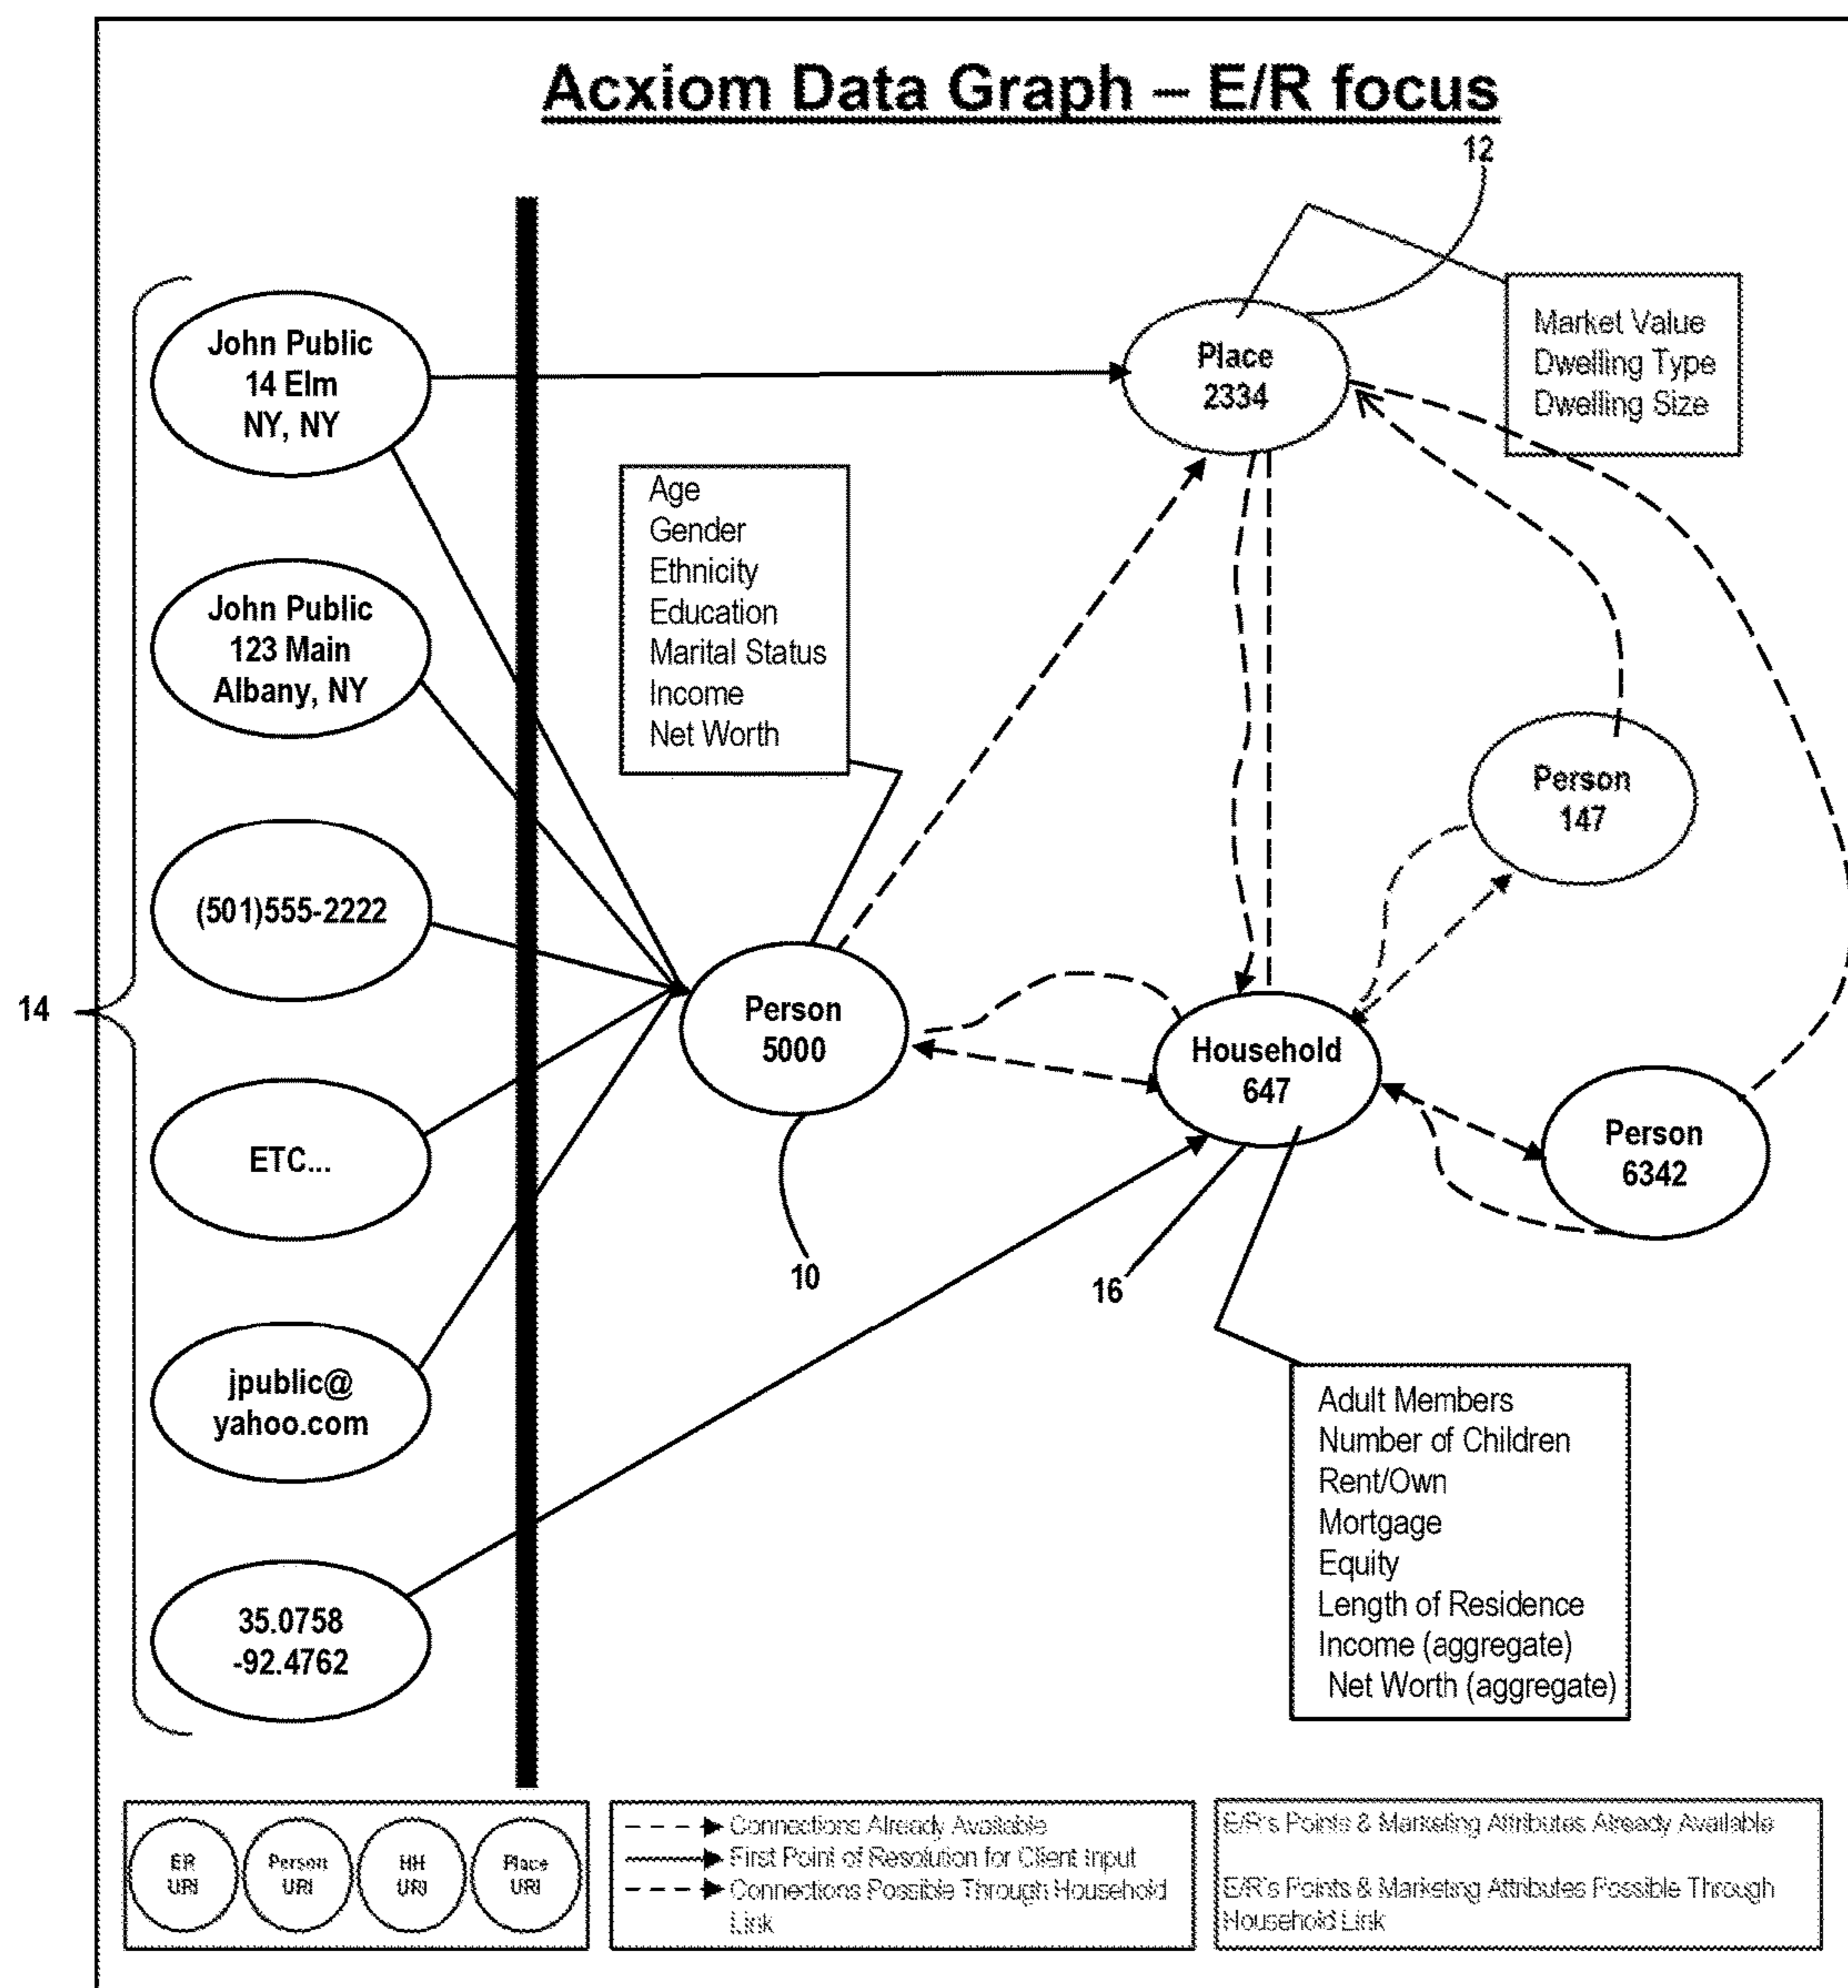 Acxiom Data Graph – E/R focus
12
John Public
14 Elm
NY, NY
Place
2334
Market Value
Dwelling Type
Dwelling Size
Age
Gender
Ethnicity
Education
Marital Status
Income
Net Worth
John Public
123 Main
Albany, NY
Person
147
(501)555-2222
14
Person
5000
Household
647
Person
6342
ETC...
10
16
jpublic@
yahoo.com
Adult Members
Number of Children
Rent/Own
Mortgage
Equity
Length of Residence
Income (aggregate)
Net Worth (aggregate)
35.0758
-92.4762
ER
URI
Person
URI
HH
URI
Place
URI
Connections Already Available
First Point of Resolution for Client Input
Connections Possible Through Household
Link
E/R's Points & Marketing Attributes Already Available
E/R's Points & Marketing Attributes Possible Through
Household Link